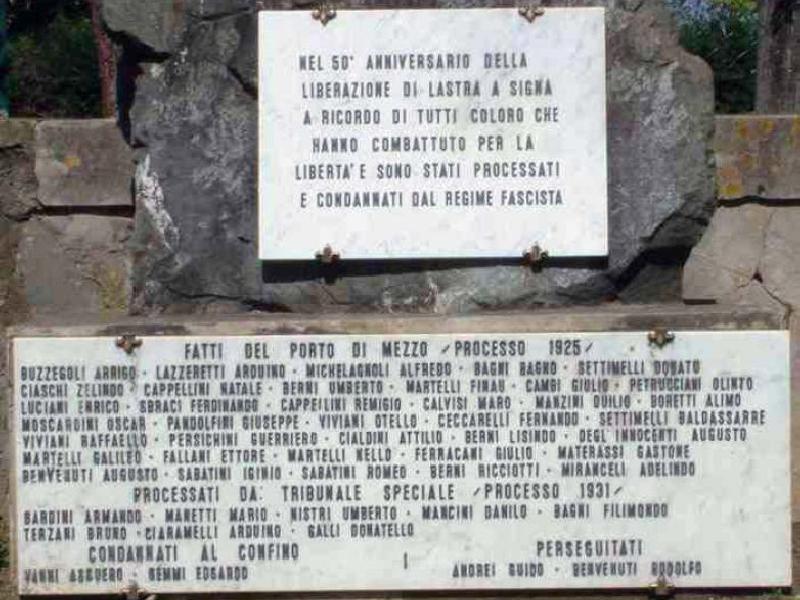 NEL 50° ANNIVERSARIO DELLA
LIBERAZIONE DI LASTRA A SIGNA
A RICORDO DI TUTTI COLORO CHE
HANNO COMBATTUTO PER LA
LIBERTA' E SONO STATI PROCESSATI
E CONDANNATI DAL REGIME FASCISTA
FATTI DEL PORTO DI MEZZO /PROCESSO 1925/
BUZZEGOLI ARRIGO · LAZZERETTI ARDUINO · MICHELAGNOLI ALFREDO · BAGNI BAGNO · SETTIMELLI DONATO
CIASCHI ZELINDO · CAPPELLINI NATALE · BERNI UMBERTO · MARTELLI FINAU · CAMBI GIULIO · PETRUCCIANI OLINTO
LUCIANI ENRICO · SBRACI FERDINANDO · CAPPELLINI REMIGIO · CALVISI MARO · MANZINI DUILIO · DORETTI ALIMO
MOSCARDINI OSCAR · PANDOLFINI GIUSEPPE · VIVIANI OTELLO · CECCARELLI FERNANDO · SETTIMELLI BALDASSARRE
VIVIANI RAFFAELLO · PERSICHINI GUERRIERO · CIALDINI ATTILIO · BERNI LISINDO · DEGL'INNOCENTI AUGUSTO
MARTELLI GALILEO · FALLANI ETTORE · MARTELLI NELLO · FERRACANI GIULIO · MATERASSI GASTONE
BENVENUTI AUGUSTO · SABATINI IGINIO · SABATINI ROMEO · BERNI RICCIOTTI · MIRANCELI ADELINDO
PROCESSATI DA: TRIBUNALE SPECIALE /PROCESSO 1931/
BARDINI ARMANDO · MANETTI MARIO · NISTRI UMBERTO · MANCINI DANILO · BAGNI FILIMONDO
TERZANI BRUNO · CIARAMELLI ARDUINO · GALLI DONATELLO
CONDANNATI AL CONFINO | PERSEGUITATI
VANNI ASSUERO · GEMMI EDGARDO ANDREI GUIDO · BENVENUTI RODOLFO